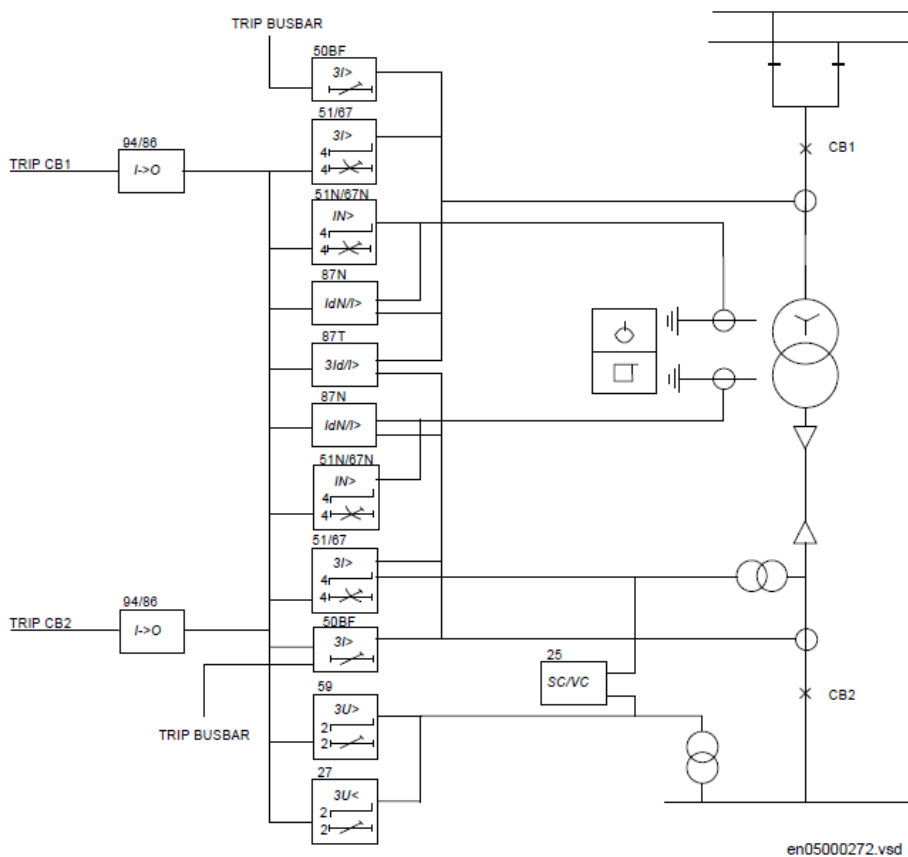 TRIP BUSBAR
50BF
3I>
51/67
3I>
4
4
94/86
I->O
TRIP CB1
CB1
51N/67N
IN>
4
4
87N
IdN/I>
87T
3Id/I>
87N
IdN/I>
51N/67N
IN>
4
4
51/67
3I>
4
4
94/86
I->O
TRIP CB2
50BF
3I>
25
SC/VC
CB2
59
3U>
2
2
TRIP BUSBAR
27
3U<
2
2
en05000272.vsd